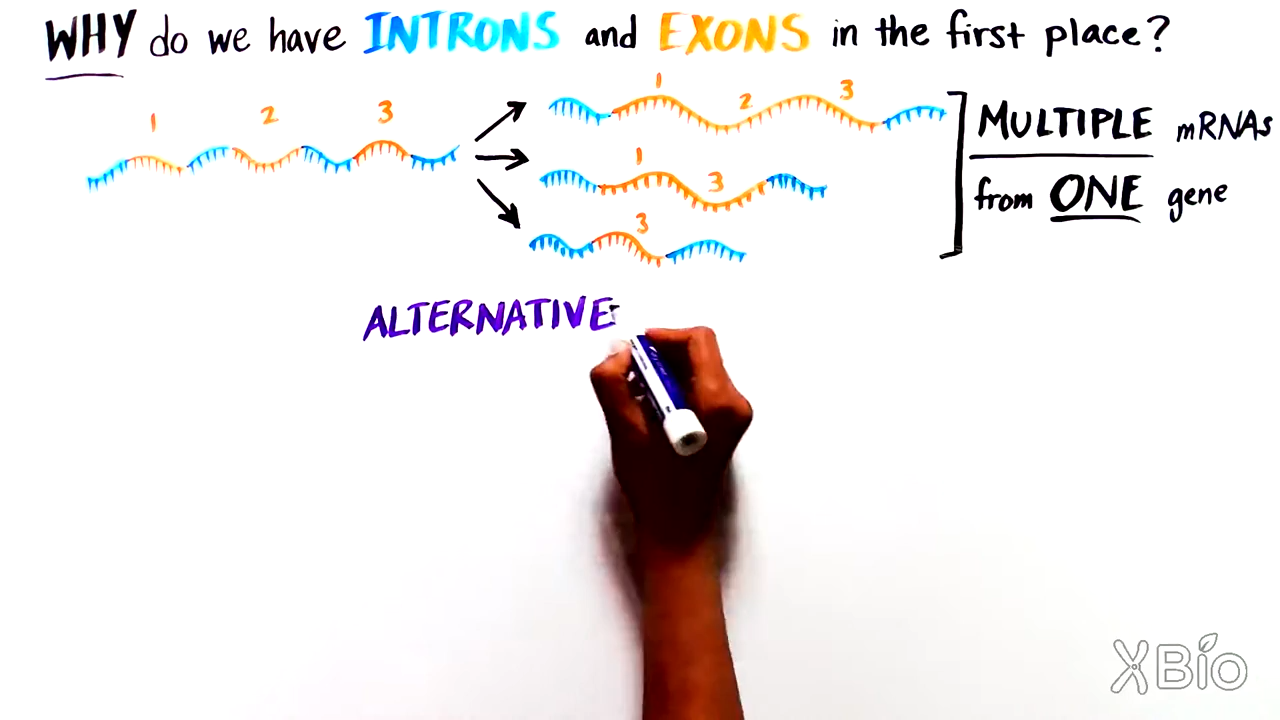 WHY do we have INTRONS and EXONS in the first place?
1 2 3
1 2 3
MULTIPLE mRNAs
1 3
from ONE gene
3
ALTERNATIVE
XBio